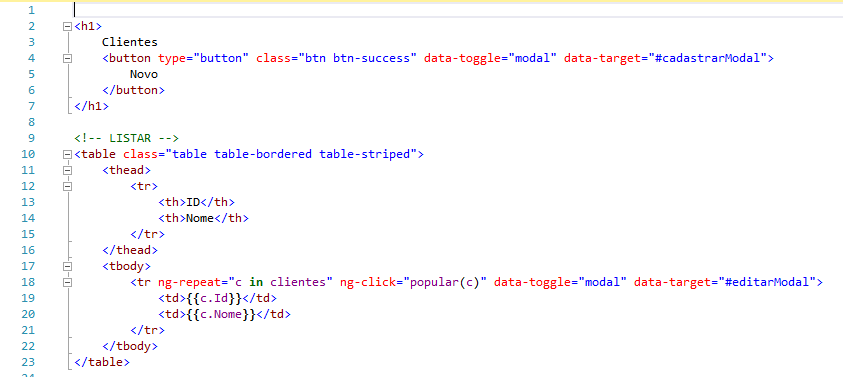 1
2 <h1>
3 Clientes
4 <button type="button" class="btn btn-success" data-toggle="modal" data-target="#cadastrarModal">
5 Novo
6 </button>
7 </h1>
8
9 <!-- LISTAR -->
10 <table class="table table-bordered table-striped">
11 <thead>
12 <tr>
13 <th>ID</th>
14 <th>Nome</th>
15 </tr>
16 </thead>
17 <tbody>
18 <tr ng-repeat="c in clientes" ng-click="popular(c)" data-toggle="modal" data-target="#editarModal">
19 <td>{{c.Id}}</td>
20 <td>{{c.Nome}}</td>
21 </tr>
22 </tbody>
23 </table>